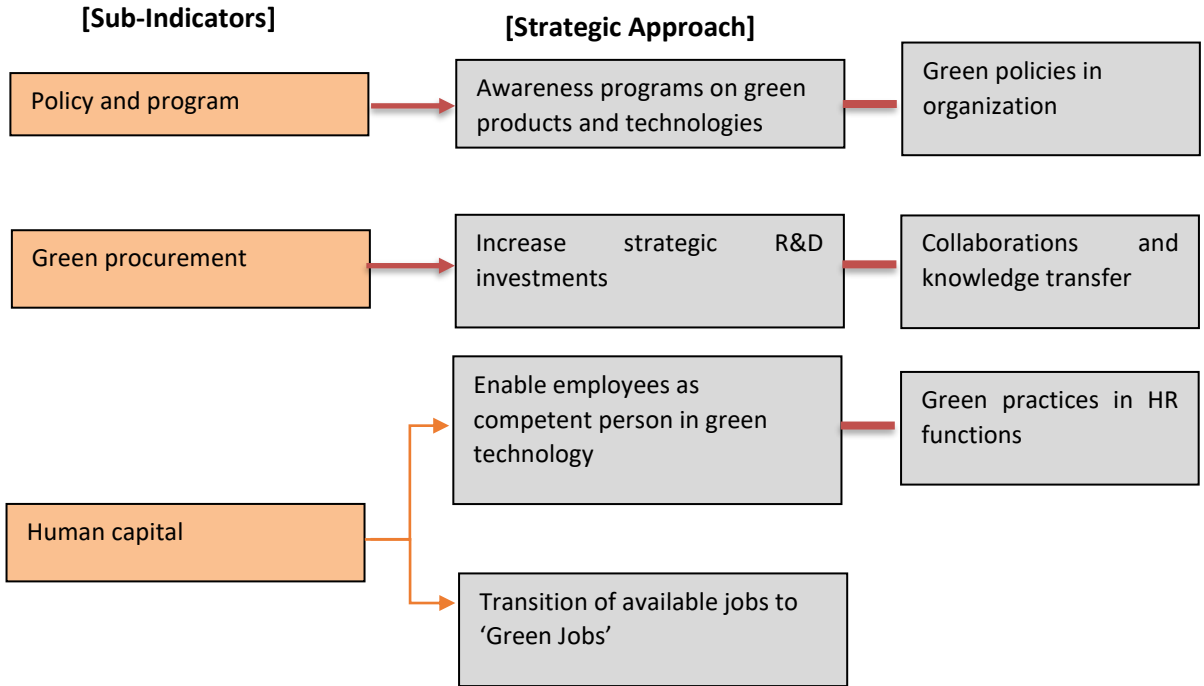 [Sub-Indicators]
[Strategic Approach]
Policy and program
Awareness programs on green
products and technologies
Green policies in
organization
Green procurement
Increase strategic R&D
investments
Collaborations and
knowledge transfer
Enable employees as
competent person in green
technology
Green practices in HR
functions
Human capital
Transition of available jobs to
‘Green Jobs’